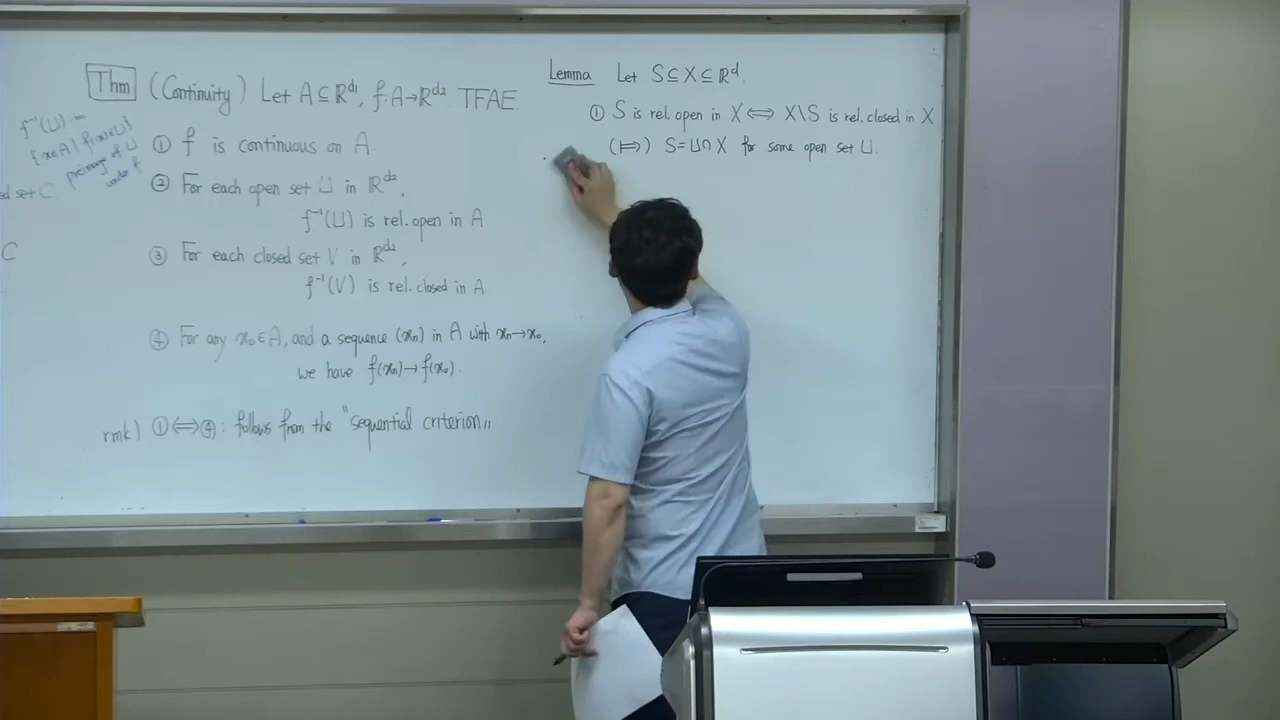 Thm (Continuity) Let A ⊆ ℝ^d1, f: A → ℝ^d2 TFAE.
f⁻¹(U) :=
{x∈A | f(x)∈U}
preimage of U
under f
ed set C
C
① f is continuous on A.
② For each open set U in ℝ^d2,
f⁻¹(U) is rel. open in A
③ For each closed set V in ℝ^d2,
f⁻¹(V) is rel. closed in A
④ For any x₀ ∈ A, and a sequence (xₙ) in A with xₙ → x₀,
we have f(xₙ) → f(x₀).
rmk) ① ⟺ ④ : follows from the "sequential criterion"
Lemma Let S ⊆ X ⊆ ℝ^d.
① S is rel. open in X ⟺ X\S is rel. closed in X
(⟹) S = U ∩ X for some open set U.